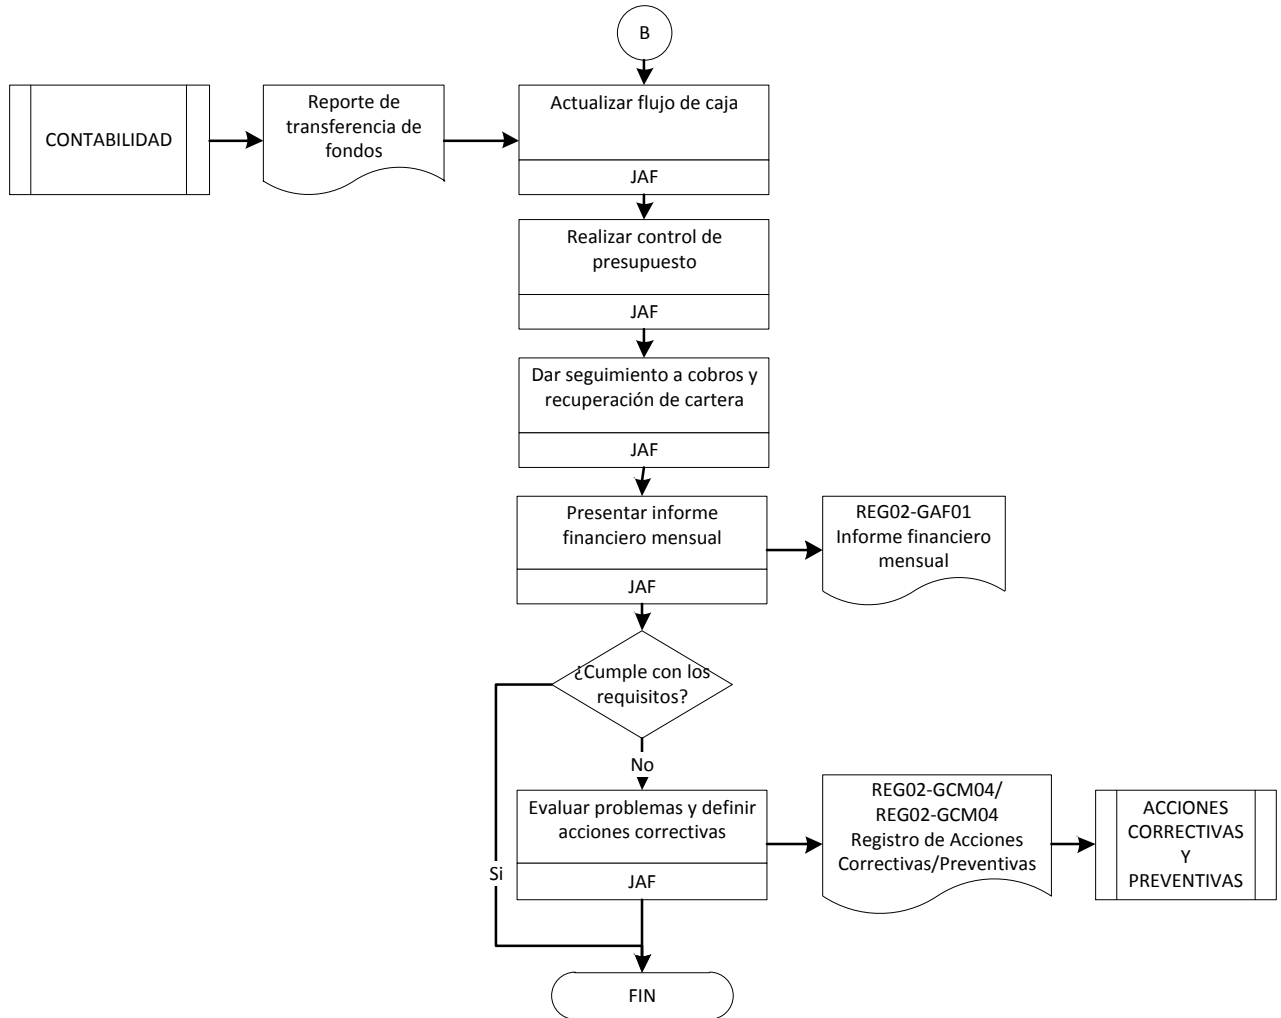 B
CONTABILIDAD
Reporte de
transferencia de
fondos
Actualizar flujo de caja
JAF
Realizar control de
presupuesto
JAF
Dar seguimiento a cobros y
recuperación de cartera
JAF
Presentar informe
financiero mensual
JAF
REG02-GAF01
Informe financiero
mensual
¿Cumple con los
requisitos?
No
Si
Evaluar problemas y definir
acciones correctivas
JAF
REG02-GCM04/
REG02-GCM04
Registro de Acciones
Correctivas/Preventivas
ACCIONES
CORRECTIVAS
Y
PREVENTIVAS
FIN